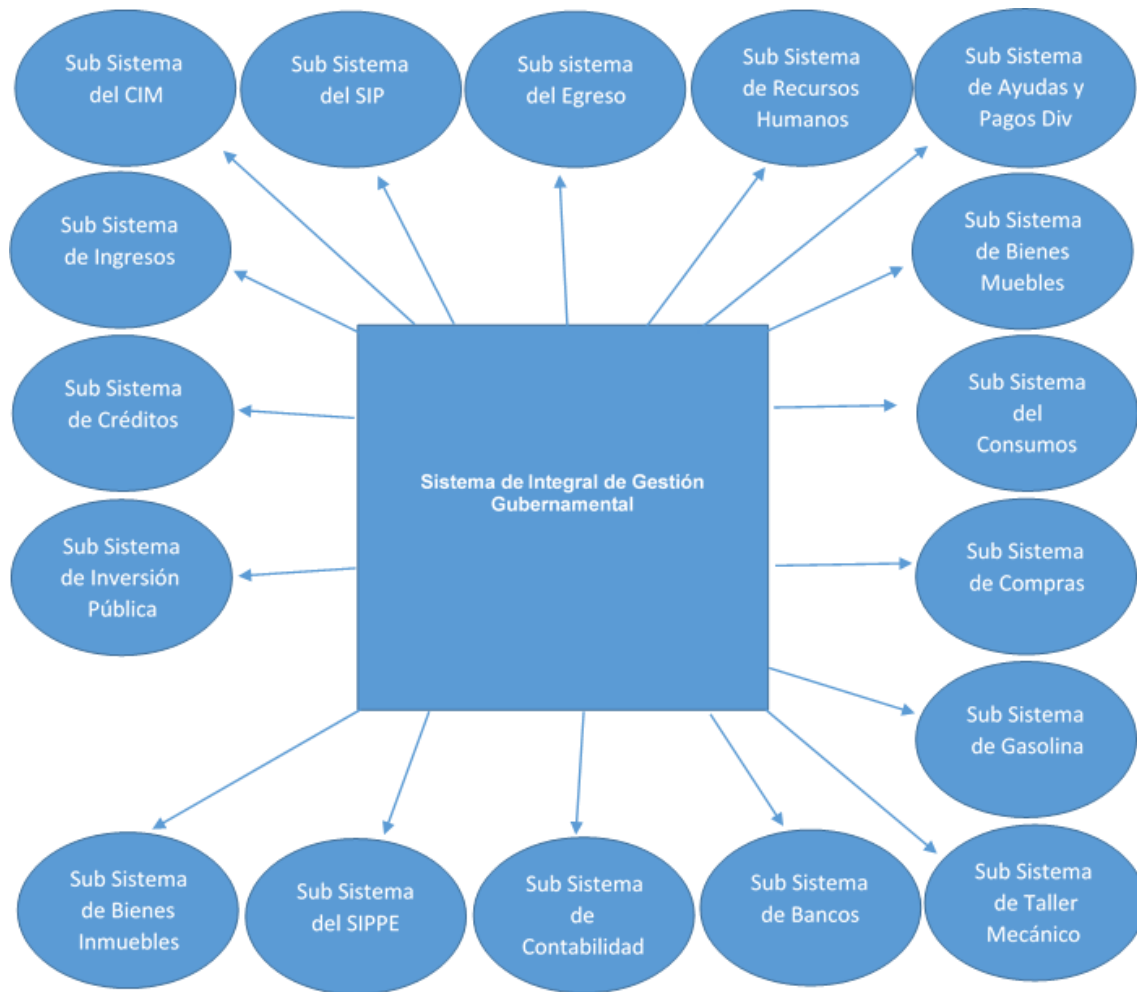 Sub Sistema
del CIM
Sub Sistema
del SIP
Sub sistema
del Egreso
Sub Sistema
de Recursos
Humanos
Sub Sistema
de Ayudas y
Pagos Div
Sub Sistema
de Ingresos
Sub Sistema
de Bienes
Muebles
Sub Sistema
de Créditos
Sub Sistema
del
Consumos
Sistema de Integral de Gestión
Gubernamental
Sub Sistema
de Inversión
Pública
Sub Sistema
de Compras
Sub Sistema
de Gasolina
Sub Sistema
de Bienes
Inmuebles
Sub Sistema
del SIPPE
Sub Sistema
de
Contabilidad
Sub Sistema
de Bancos
Sub Sistema
de Taller
Mecánico